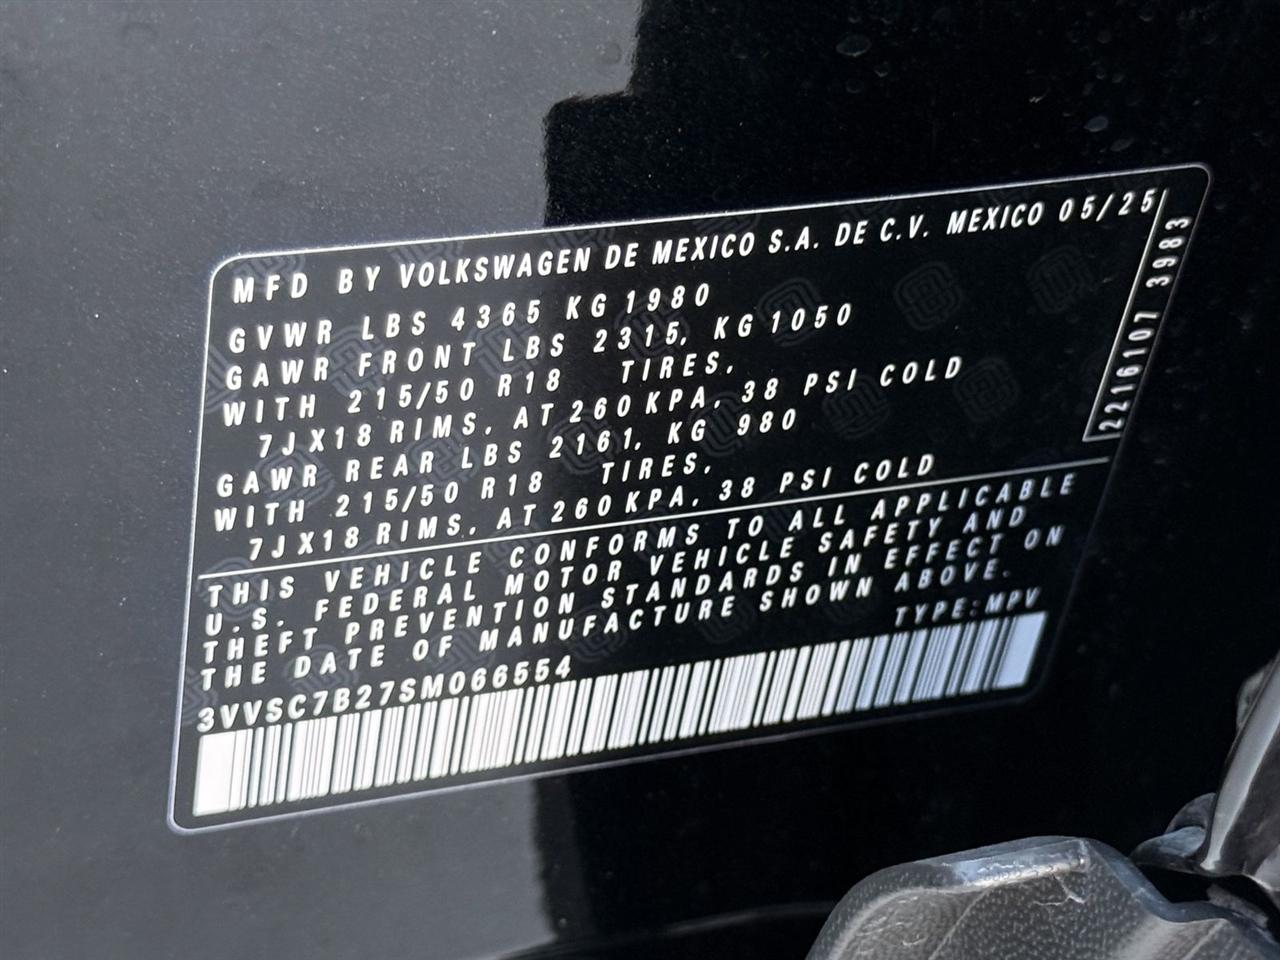 MFD BY VOLKSWAGEN DE MEXICO S.A. DE C.V. MEXICO 05/25
GVWR LBS 4365 KG 1980
GAWR FRONT LBS 2315, KG 1050
WITH 215/50 R18 TIRES,
7JX18 RIMS, AT 260 KPA, 38 PSI COLD
GAWR REAR LBS 2161, KG 980
WITH 215/50 R18 TIRES,
7JX18 RIMS, AT 260 KPA, 38 PSI COLD
THIS VEHICLE CONFORMS TO ALL APPLICABLE
U.S. FEDERAL MOTOR VEHICLE SAFETY AND
THEFT PREVENTION STANDARDS IN EFFECT ON
THE DATE OF MANUFACTURE SHOWN ABOVE.
TYPE:MPV
3VVSC7B27SM066554
2216107 3983